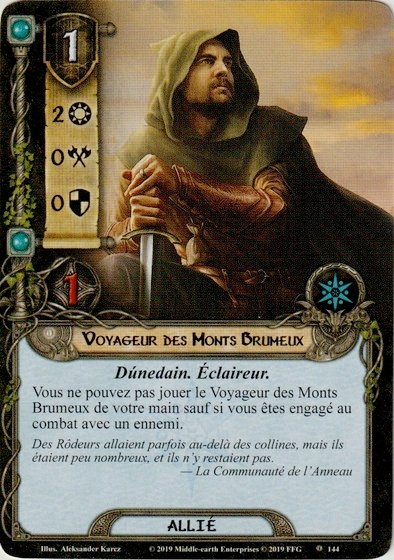 1
2
0
0
1
VOYAGEUR DES MONTS BRUMEUX
Dúnedain. Éclaireur.
Vous ne pouvez pas jouer le Voyageur des Monts
Brumeux de votre main sauf si vous êtes engagé au
combat avec un ennemi.
Des Rôdeurs allaient parfois au-delà des collines, mais ils
étaient peu nombreux, et ils n'y restaient pas.
— La Communauté de l'Anneau
ALLIÉ
Illus. Aleksander Karcz © 2019 Middle-earth Enterprises © 2019 FFG 144